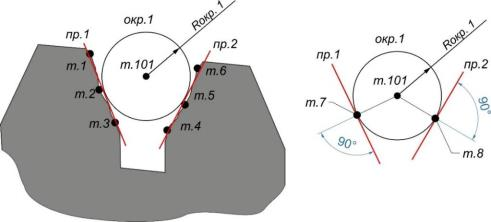 пр.1
окр.1
Rокр. 1
пр.2
т.1
т.101
т.6
т.2
т.5
т.3
т.4
окр.1
Rокр. 1
пр.1
т.101
пр.2
т.7
90°
т.8
90°